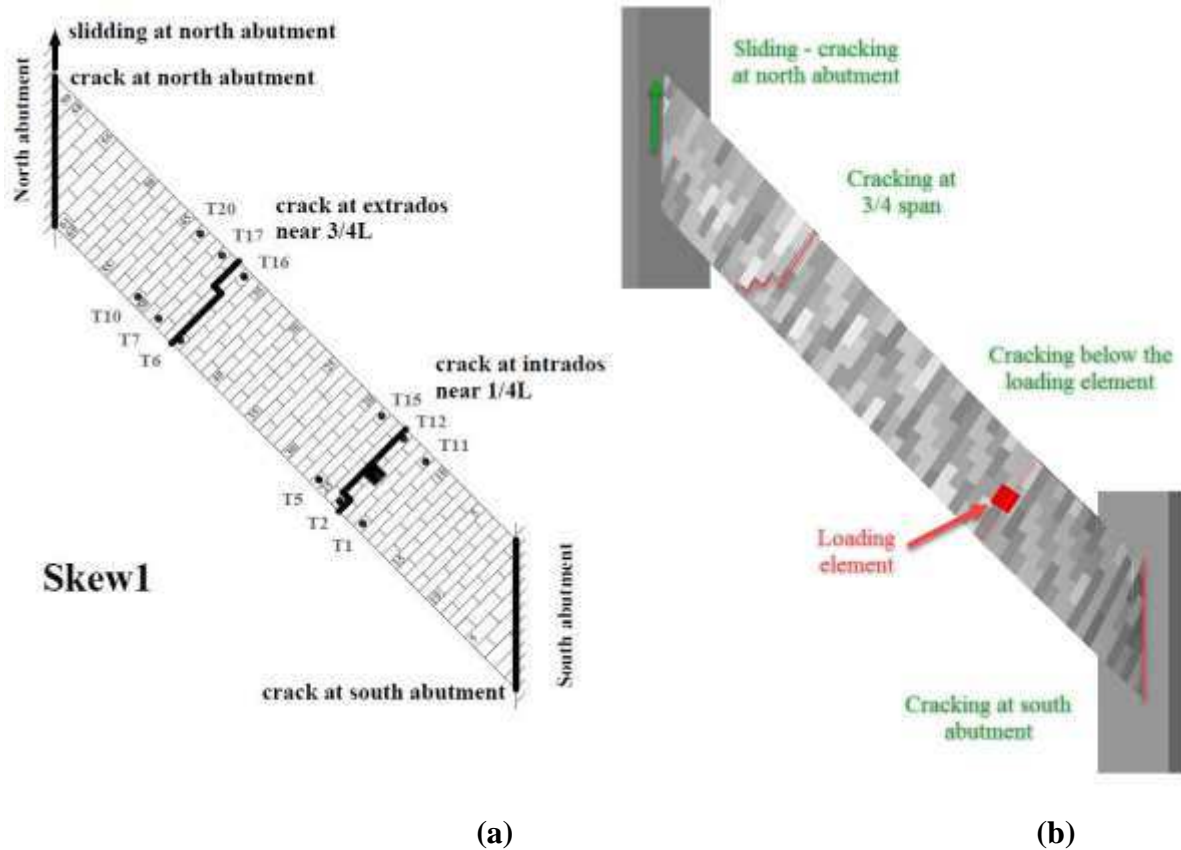 slidding at north abutment
crack at north abutment
North abutment
T20
T17
T16
crack at extrados
near 3/4L
T10
T7
T6
crack at intrados
near 1/4L
T15
T12
T11
T5
T2
T1
Skew1
South abutment
crack at south abutment
(a)
Sliding - cracking
at north abutment
Cracking at
3/4 span
Cracking below the
loading element
Loading
element
Cracking at south
abutment
(b)